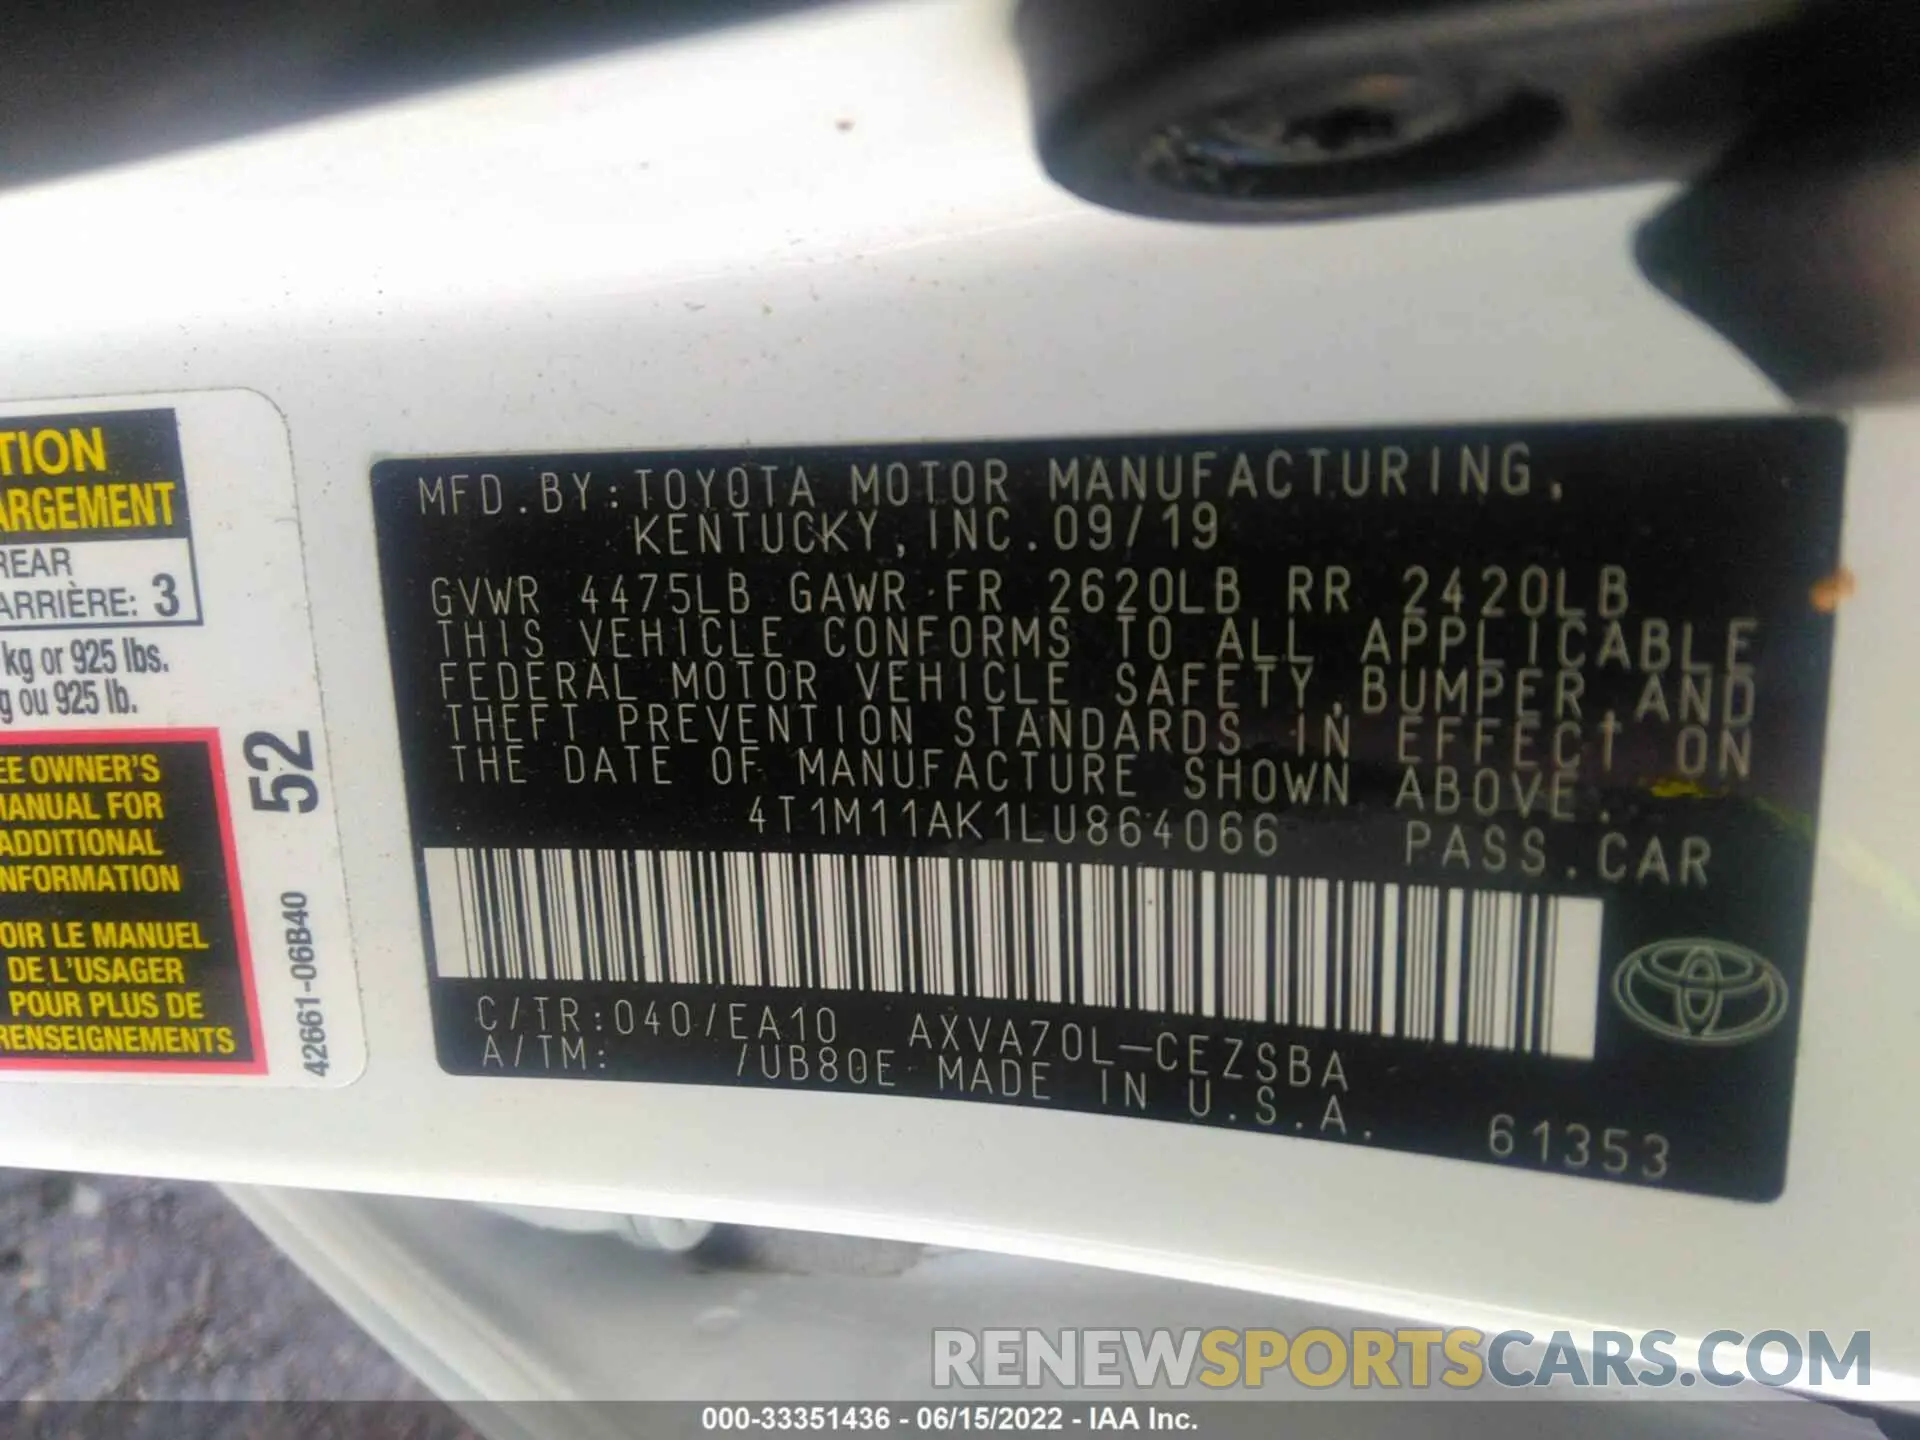 TION
ARGEMENT
REAR
ARRIÈRE: 3
kg or 925 lbs.
g ou 925 lb.
EE OWNER'S
MANUAL FOR
ADDITIONAL
NFORMATION
OIR LE MANUEL
DE L'USAGER
POUR PLUS DE
RENSEIGNEMENTS
52
42661-06B40
MFD.BY:TOYOTA MOTOR MANUFACTURING,
KENTUCKY,INC.09/19
GVWR 4475LB GAWR FR 2620LB RR 2420LB
THIS VEHICLE CONFORMS TO ALL APPLICABLE
FEDERAL MOTOR VEHICLE SAFETY,BUMPER,AND
THEFT PREVENTION STANDARDS IN EFFECT ON
THE DATE OF MANUFACTURE SHOWN ABOVE.
4T1M11AK1LU864066 PASS.CAR
C/TR:040/EA10 AXVA70L-CEZSBA
A/TM: /UB80E MADE IN U.S.A.
61353
RENEWSPORTSCARS.COM
000-33351436 - 06/15/2022 - IAA Inc.